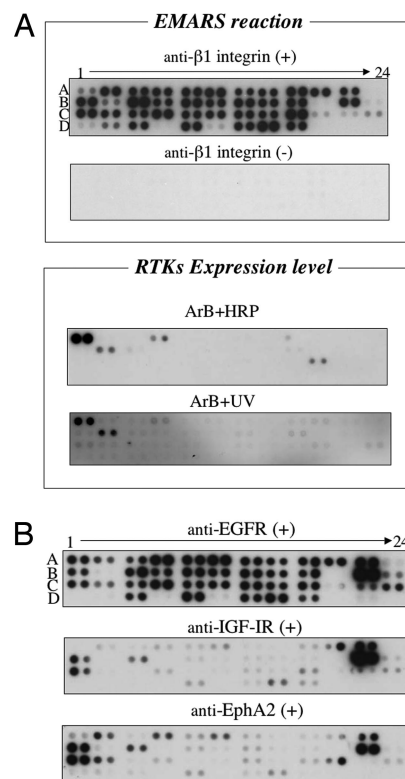 A
EMARS reaction
anti-β1 integrin (+)
1 24
A
B
C
D
anti-β1 integrin (-)
RTKs Expression level
ArB+HRP
ArB+UV
B
anti-EGFR (+)
1 24
A
B
C
D
anti-IGF-IR (+)
anti-EphA2 (+)